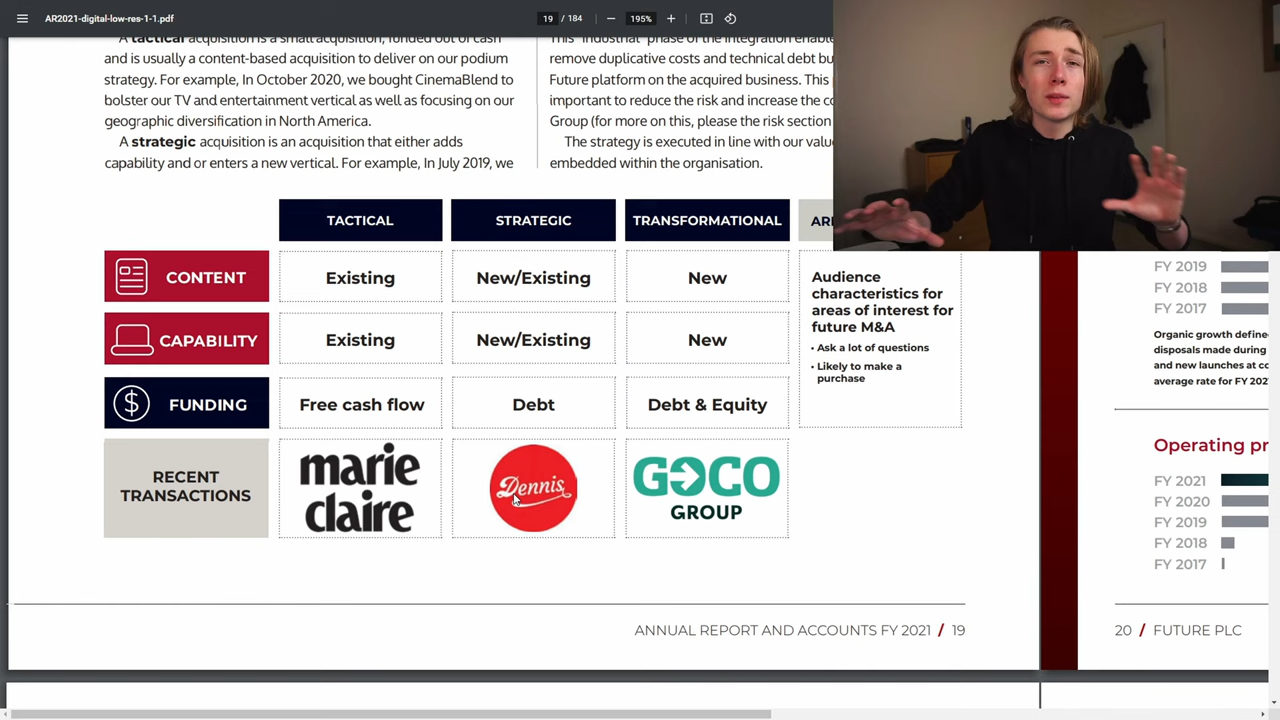 AR2021-digital-low-res-1-1.pdf
19 / 184
195%
A tactical acquisition is a small acquisition, funded out of cash
and is usually a content-based acquisition to deliver on our podium
strategy. For example, In October 2020, we bought CinemaBlend to
bolster our TV and entertainment verticat as well as focusing on our
geographic diversification in North America.
A strategic acquisition is an acquisition that either adds
capability and or enters a new vertical. For example, In July 2019, we
This "industrial" phase of the integration enable
remove duplicative costs and technical debt bu
Future platform on the acquired business. This
important to reduce the risk and increase the co
Group (for more on this, please the risk section
The strategy is executed in line with our valu
embedded within the organisation.
TACTICAL
STRATEGIC
TRANSFORMATIONAL
CONTENT
Existing
New/Existing
New
CAPABILITY
Existing
New/Existing
New
FUNDING
Free cash flow
Debt
Debt & Equity
RECENT
TRANSACTIONS
marie
claire
Dennis
GOCO
GROUP
Audience
characteristics for
areas of interest for
future M&A
• Ask a lot of questions
• Likely to make a
purchase
ANNUAL REPORT AND ACCOUNTS FY 2021 / 19
FY 2019
FY 2018
FY 2017
Organic growth define
disposals made during
and new launches at co
average rate for FY 202
Operating pr
FY 2021
FY 2020
FY 2019
FY 2018
FY 2017
20 / FUTURE PLC